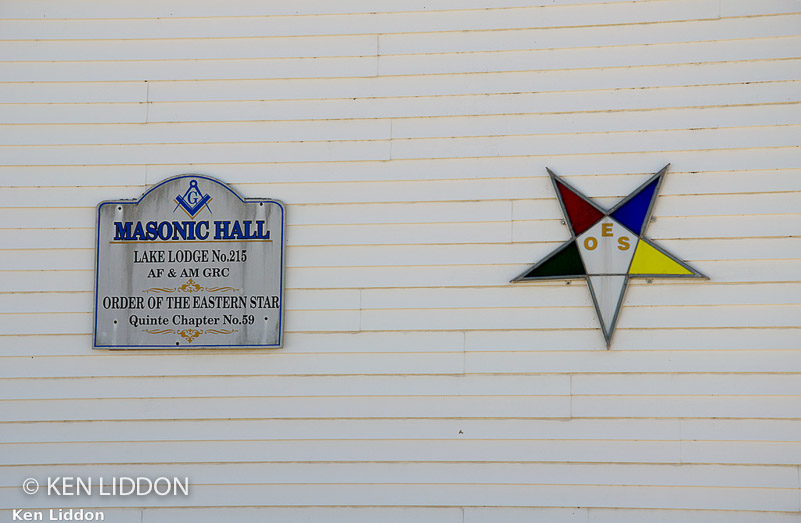 G
MASONIC HALL
LAKE LODGE No.215
AF & AM GRC
ORDER OF THE EASTERN STAR
Quinte Chapter No.59
OES
© KEN LIDDON
Ken Liddon